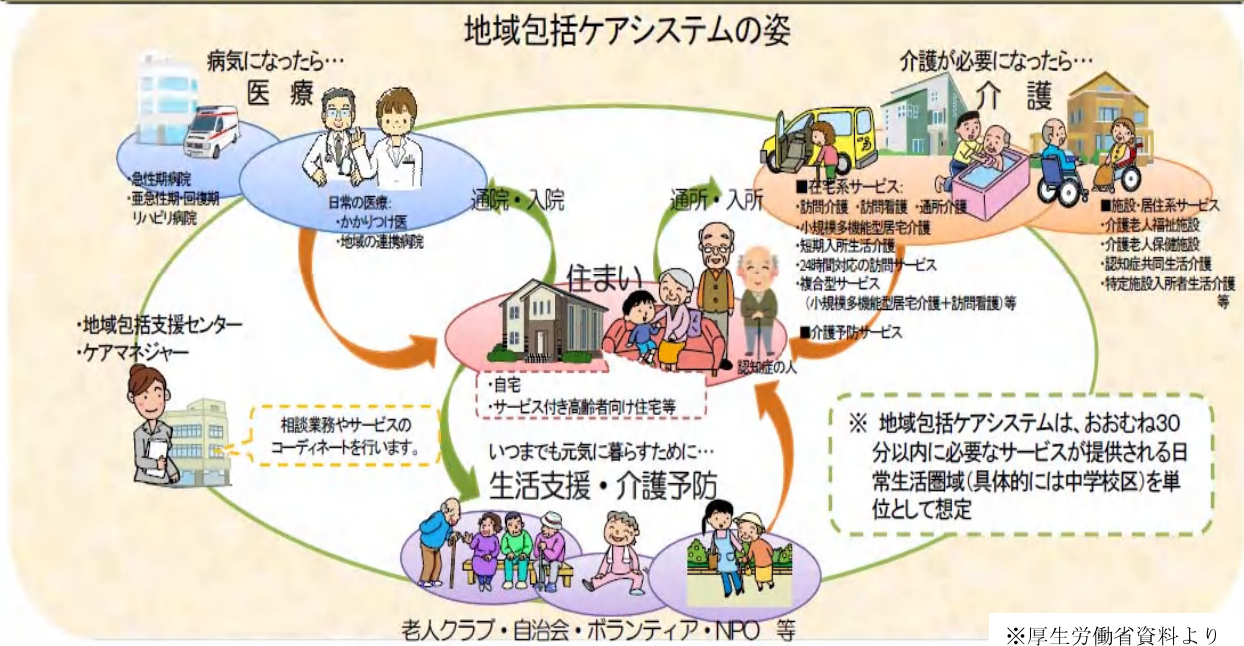 地域包括ケアシステムの姿
病気になったら…
医 療
・急性期病院
・亜急性期・回復期
リハビリ病院
日常の医療:
・かかりつけ医
・地域の連携病院
通院・入院
通所・入所
介護が必要になったら…
介 護
■在宅系サービス:
・訪問介護 ・訪問看護 ・通所介護
・小規模多機能型居宅介護
・短期入所生活介護
・24時間対応の訪問サービス
・複合型サービス
(小規模多機能型居宅介護+訪問看護)等
■介護予防サービス
■施設・居住系サービス
・介護老人福祉施設
・介護老人保健施設
・認知症共同生活介護
・特定施設入所者生活介護
等
住まい
認知症の人
・自宅
・サービス付き高齢者向け住宅等
・地域包括支援センター
・ケアマネジャー
相談業務やサービスの
コーディネートを行います。
いつまでも元気に暮らすために…
生活支援・介護予防
老人クラブ・自治会・ボランティア・NPO 等
※ 地域包括ケアシステムは、おおむね30
分以内に必要なサービスが提供される日
常生活圏域(具体的には中学校区)を単
位として想定
※厚生労働省資料より